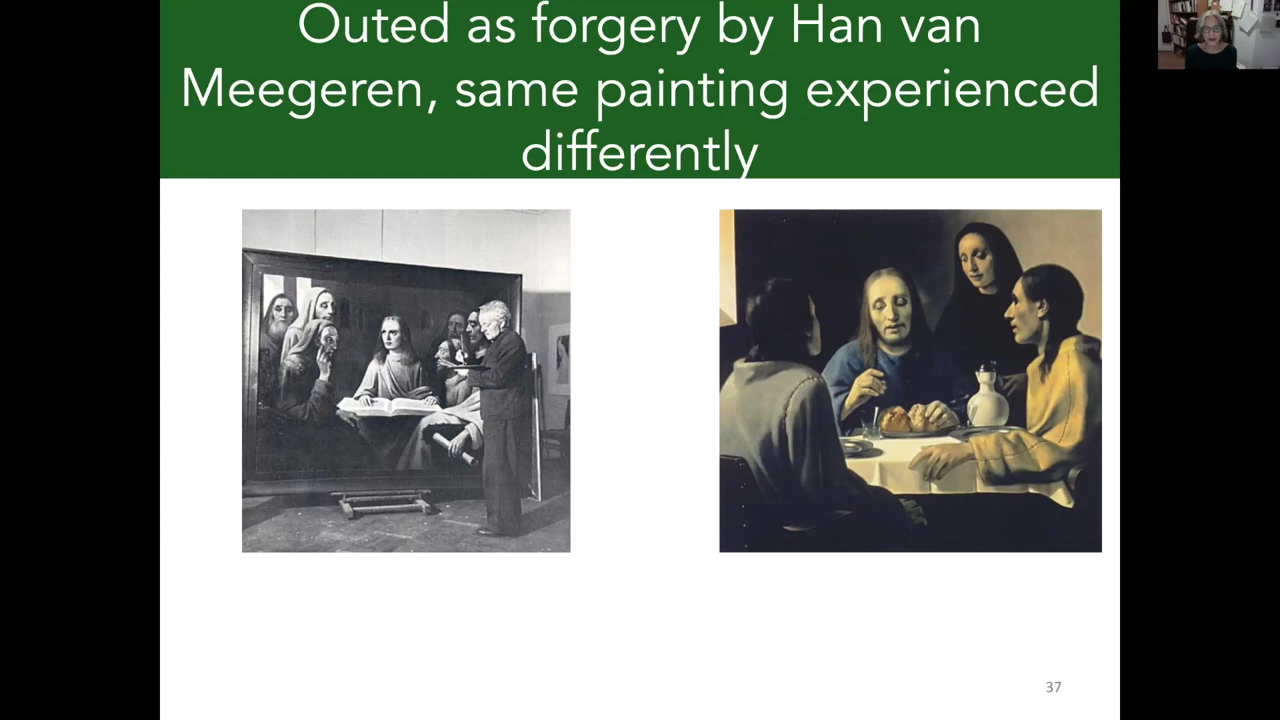 Outed as forgery by Han van
Meegeren, same painting experienced
differently
37